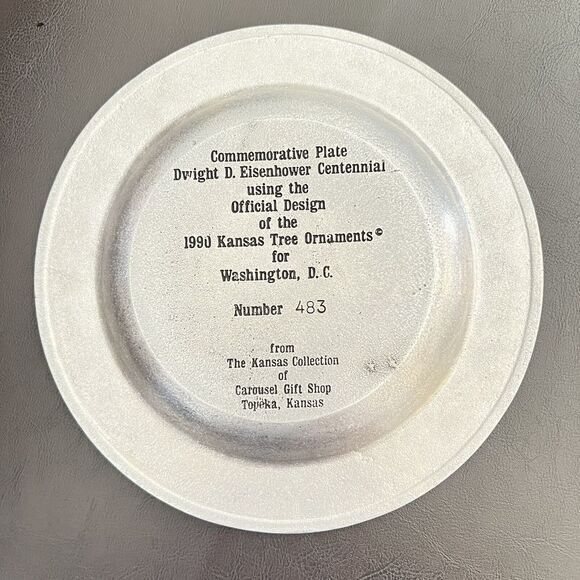 Commemorative Plate
Dwight D. Eisenhower Centennial
using the
Official Design
of the
1990 Kansas Tree Ornaments©
for
Washington, D.C.
Number 483
from
The Kansas Collection
of
Carousel Gift Shop
Topeka, Kansas